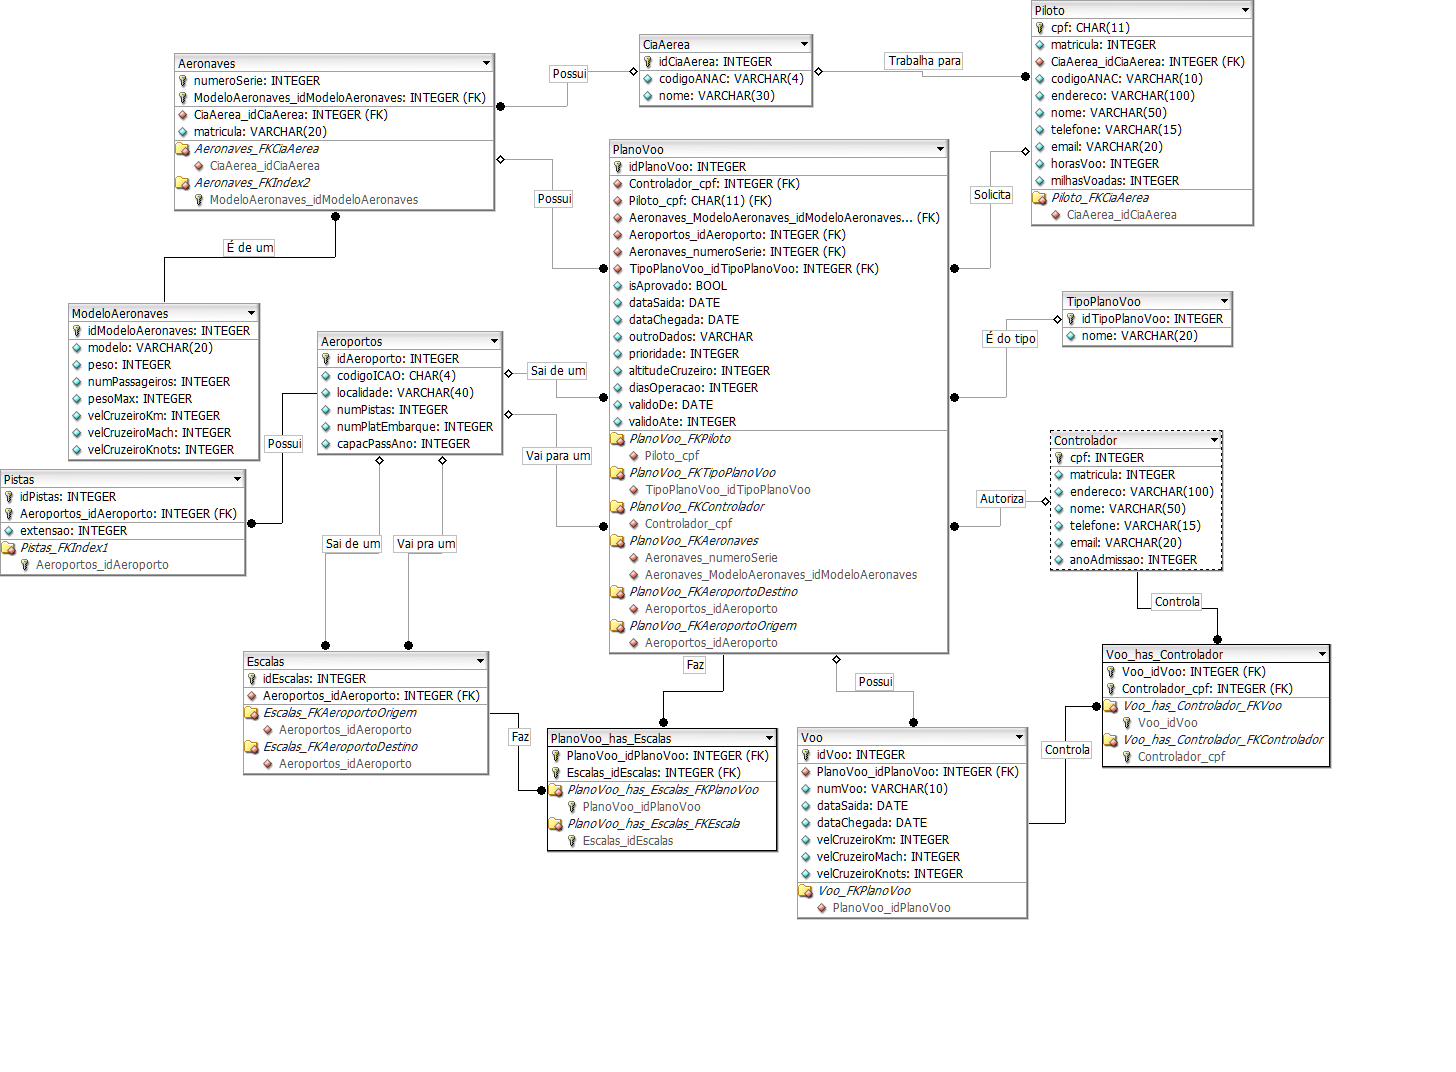 Piloto
cpf: CHAR(11)
matricula: INTEGER
CiaAerea_idCiaAerea: INTEGER (FK)
codigoANAC: VARCHAR(10)
endereco: VARCHAR(100)
nome: VARCHAR(50)
telefone: VARCHAR(15)
email: VARCHAR(20)
horasVoo: INTEGER
milhasVoadas: INTEGER
Piloto_FKCiaAerea
CiaAerea_idCiaAerea
CiaAerea
idCiaAerea: INTEGER
codigoANAC: VARCHAR(4)
nome: VARCHAR(30)
Trabalha para
Possui
Aeronaves
numeroSerie: INTEGER
ModeloAeronaves_idModeloAeronaves: INTEGER (FK)
CiaAerea_idCiaAerea: INTEGER (FK)
matricula: VARCHAR(20)
Aeronaves_FKCiaAerea
CiaAerea_idCiaAerea
Aeronaves_FKIndex2
ModeloAeronaves_idModeloAeronaves
Possui
Solicita
É de um
PlanoVoo
idPlanoVoo: INTEGER
Controlador_cpf: INTEGER (FK)
Piloto_cpf: CHAR(11) (FK)
Aeronaves_ModeloAeronaves_idModeloAeronaves... (FK)
Aeroportos_idAeroporto: INTEGER (FK)
Aeronaves_numeroSerie: INTEGER (FK)
TipoPlanoVoo_idTipoPlanoVoo: INTEGER (FK)
isAprovado: BOOL
dataSaida: DATE
dataChegada: DATE
outroDados: VARCHAR
prioridade: INTEGER
altitudeCruzeiro: INTEGER
diasOperacao: INTEGER
validoDe: DATE
validoAte: INTEGER
PlanoVoo_FKPiloto
Piloto_cpf
PlanoVoo_FKTipoPlanoVoo
TipoPlanoVoo_idTipoPlanoVoo
PlanoVoo_FKControlador
Controlador_cpf
PlanoVoo_FKAeronaves
Aeronaves_numeroSerie
Aeronaves_ModeloAeronaves_idModeloAeronaves
PlanoVoo_FKAeroportoDestino
Aeroportos_idAeroporto
PlanoVoo_FKAeroportoOrigem
Aeroportos_idAeroporto
TipoPlanoVoo
idTipoPlanoVoo: INTEGER
nome: VARCHAR(20)
É do tipo
ModeloAeronaves
idModeloAeronaves: INTEGER
modelo: VARCHAR(20)
peso: INTEGER
numPassageiros: INTEGER
pesoMax: INTEGER
velCruzeiroKm: INTEGER
velCruzeiroMach: INTEGER
velCruzeiroKnots: INTEGER
Aeroportos
idAeroporto: INTEGER
codigoICAO: CHAR(4)
localidade: VARCHAR(40)
numPistas: INTEGER
numPlatEmbarque: INTEGER
capacPassAno: INTEGER
Sai de um
Vai para um
Possui
Pistas
idPistas: INTEGER
Aeroportos_idAeroporto: INTEGER (FK)
extensao: INTEGER
Pistas_FKIndex1
Aeroportos_idAeroporto
Controlador
cpf: INTEGER
matricula: INTEGER
endereco: VARCHAR(100)
nome: VARCHAR(50)
telefone: VARCHAR(15)
email: VARCHAR(20)
anoAdmissao: INTEGER
Autoriza
Sai de um
Vai pra um
Controla
Escalas
idEscalas: INTEGER
Aeroportos_idAeroporto: INTEGER (FK)
Escalas_FKAeroportoOrigem
Aeroportos_idAeroporto
Escalas_FKAeroportoDestino
Aeroportos_idAeroporto
Faz
Possui
Faz
Voo_has_Controlador
Voo_idVoo: INTEGER (FK)
Controlador_cpf: INTEGER (FK)
Voo_has_Controlador_FKVoo
Voo_idVoo
Voo_has_Controlador_FKControlador
Controlador_cpf
Controla
PlanoVoo_has_Escalas
PlanoVoo_idPlanoVoo: INTEGER (FK)
Escalas_idEscalas: INTEGER (FK)
PlanoVoo_has_Escalas_FKPlanoVoo
PlanoVoo_idPlanoVoo
PlanoVoo_has_Escalas_FKEscala
Escalas_idEscalas
Voo
idVoo: INTEGER
PlanoVoo_idPlanoVoo: INTEGER (FK)
numVoo: VARCHAR(10)
dataSaida: DATE
dataChegada: DATE
velCruzeiroKm: INTEGER
velCruzeiroMach: INTEGER
velCruzeiroKnots: INTEGER
Voo_FKPlanoVoo
PlanoVoo_idPlanoVoo